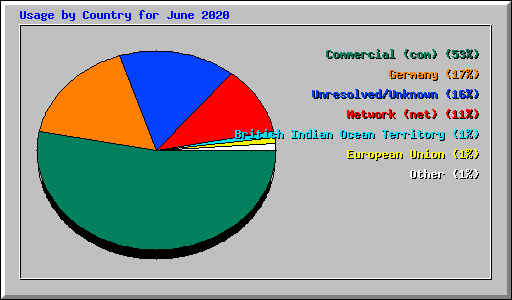 Usage by Country for June 2020
Commercial (com) (53%)
Germany (17%)
Unresolved/Unknown (16%)
Network (net) (11%)
British Indian Ocean Territory (1%)
European Union (1%)
Other (1%)